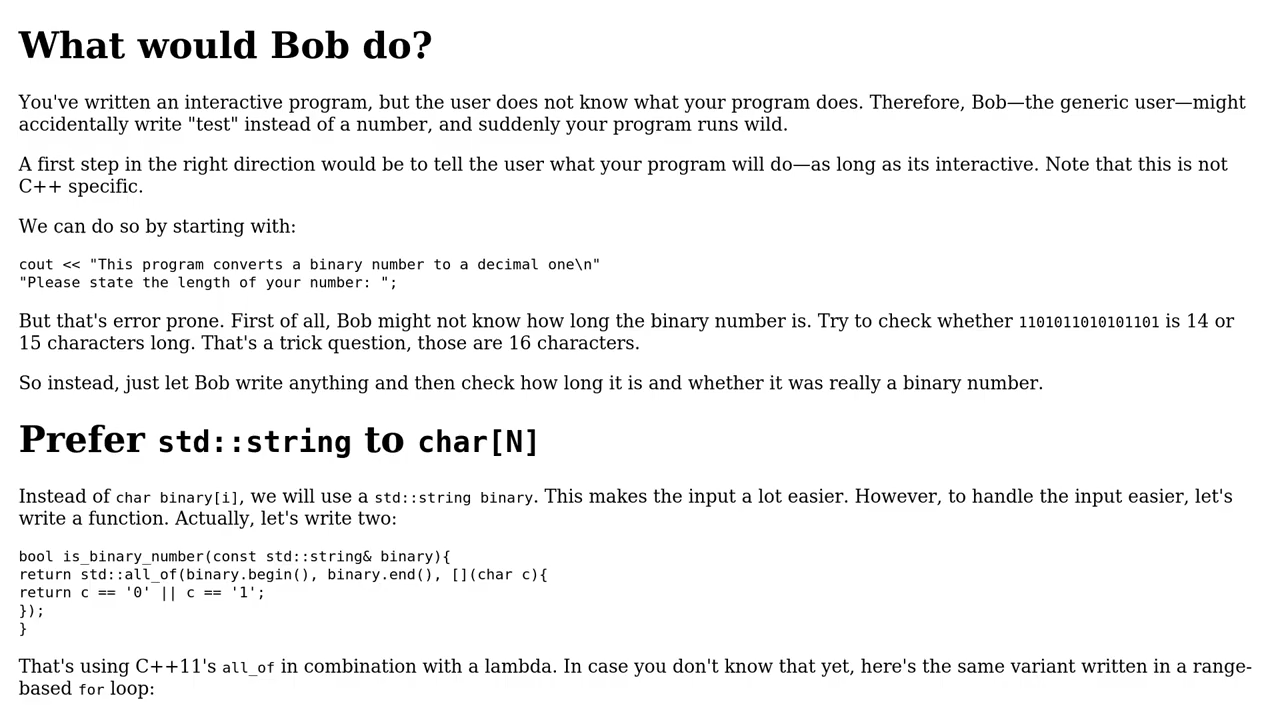 What would Bob do?
You've written an interactive program, but the user does not know what your program does. Therefore, Bob—the generic user—might
accidentally write "test" instead of a number, and suddenly your program runs wild.
A first step in the right direction would be to tell the user what your program will do—as long as its interactive. Note that this is not
C++ specific.
We can do so by starting with:
cout << "This program converts a binary number to a decimal one\n"
"Please state the length of your number: ";
But that's error prone. First of all, Bob might not know how long the binary number is. Try to check whether 1101011010101101 is 14 or
15 characters long. That's a trick question, those are 16 characters.
So instead, just let Bob write anything and then check how long it is and whether it was really a binary number.
Prefer std::string to char[N]
Instead of char binary[i], we will use a std::string binary. This makes the input a lot easier. However, to handle the input easier, let's
write a function. Actually, let's write two:
bool is_binary_number(const std::string& binary){
return std::all_of(binary.begin(), binary.end(), [](char c){
return c == '0' || c == '1';
});
}
That's using C++11's all_of in combination with a lambda. In case you don't know that yet, here's the same variant written in a range-
based for loop: